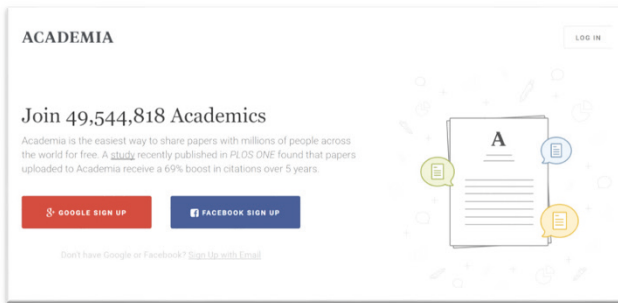 ACADEMIA
LOG IN
Join 49,544,818 Academics
Academia is the easiest way to share papers with millions of people across
the world for free. A study recently published in PLOS ONE found that papers
uploaded to Academia receive a 69% boost in citations over 5 years.
A
8+ GOOGLE SIGN UP
f FACEBOOK SIGN UP
Don't have Google or Facebook? Sign Up with Email